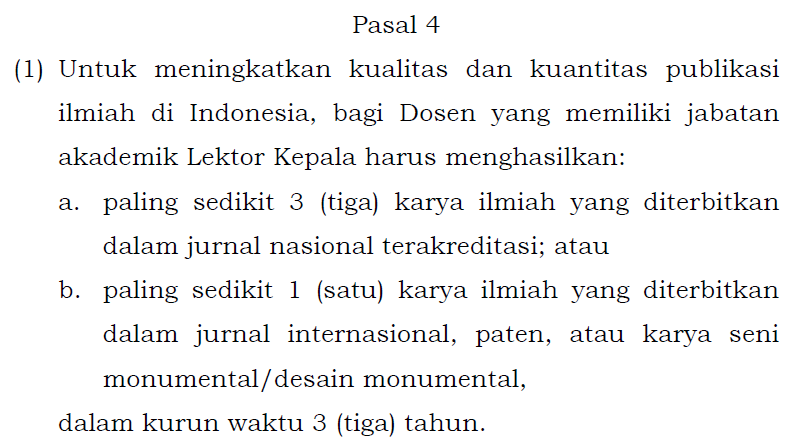 Pasal 4
(1) Untuk meningkatkan kualitas dan kuantitas publikasi
ilmiah di Indonesia, bagi Dosen yang memiliki jabatan
akademik Lektor Kepala harus menghasilkan:
a. paling sedikit 3 (tiga) karya ilmiah yang diterbitkan
dalam jurnal nasional terakreditasi; atau
b. paling sedikit 1 (satu) karya ilmiah yang diterbitkan
dalam jurnal internasional, paten, atau karya seni
monumental/desain monumental,
dalam kurun waktu 3 (tiga) tahun.